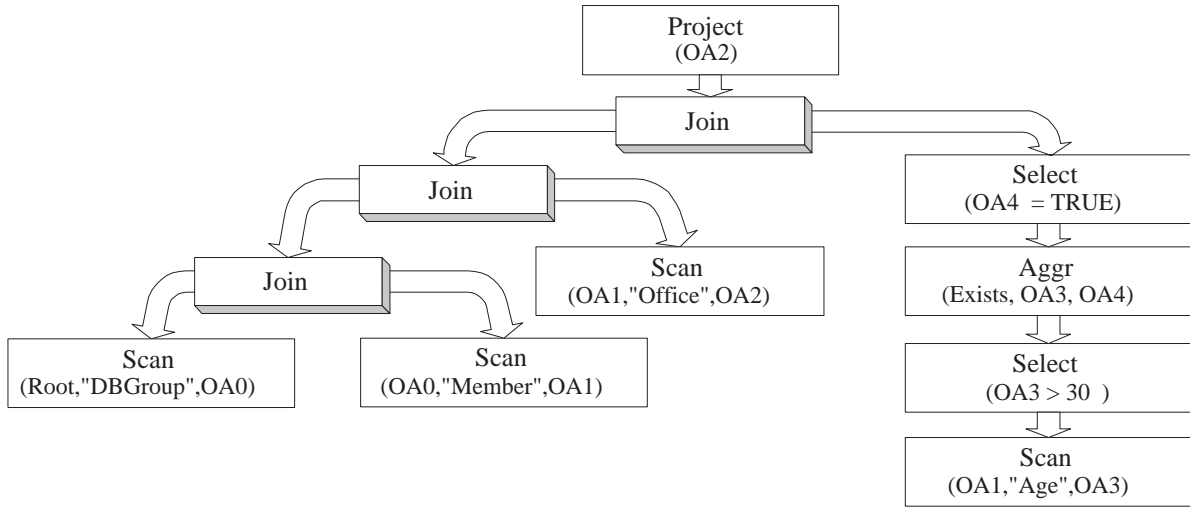 Project
(OA2)
Join
Join
Select
(OA4 = TRUE)
Join
Scan
(OA1,"Office",OA2)
Aggr
(Exists, OA3, OA4)
Scan
(Root,"DBGroup",OA0)
Scan
(OA0,"Member",OA1)
Select
(OA3 > 30 )
Scan
(OA1,"Age",OA3)